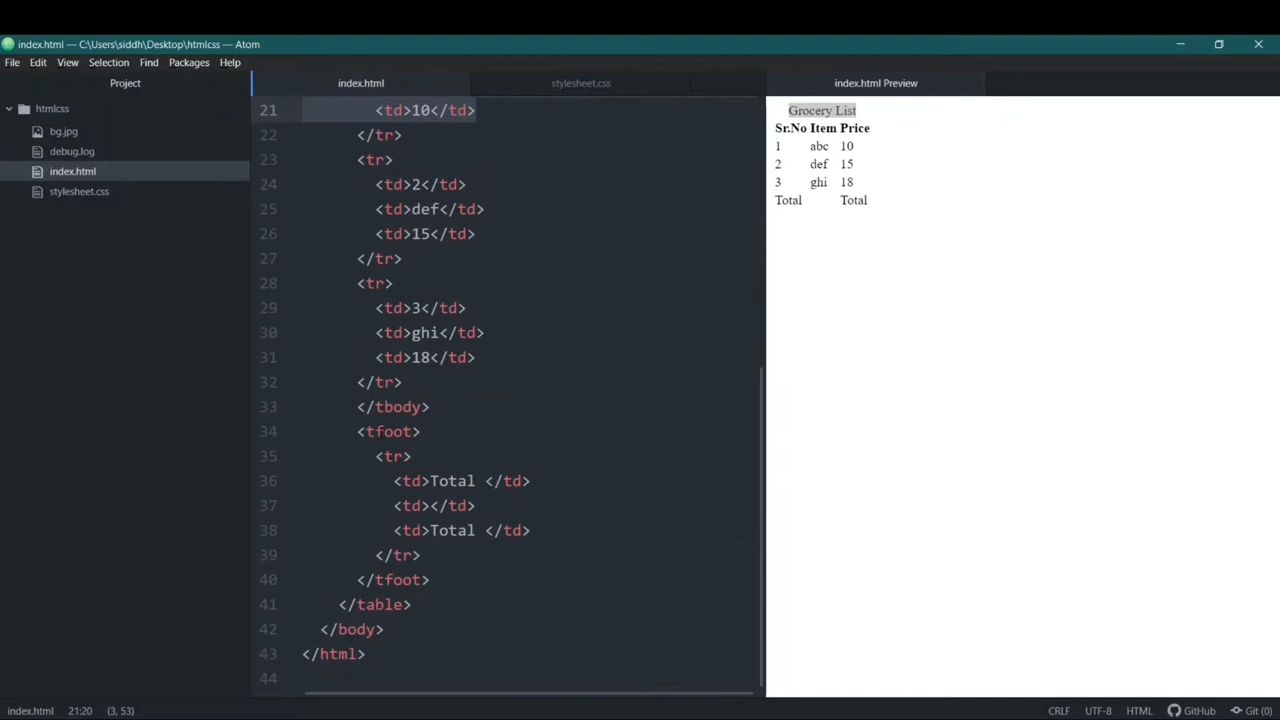 index.html — C:\Users\siddh\Desktop\htmlcss — Atom
File Edit View Selection Find Packages Help
Project
htmlcss
bg.jpg
debug.log
index.html
stylesheet.css
index.html
stylesheet.css
21 <td>10</td>
22 </tr>
23 <tr>
24 <td>2</td>
25 <td>def</td>
26 <td>15</td>
27 </tr>
28 <tr>
29 <td>3</td>
30 <td>ghi</td>
31 <td>18</td>
32 </tr>
33 </tbody>
34 <tfoot>
35 <tr>
36 <td>Total </td>
37 <td></td>
38 <td>Total </td>
39 </tr>
40 </tfoot>
41 </table>
42 </body>
43 </html>
44
index.html Preview
Grocery List
Sr.No Item Price
1 abc 10
2 def 15
3 ghi 18
Total Total
index.html 21:20 (3, 53) CRLF UTF-8 HTML GitHub Git (0)